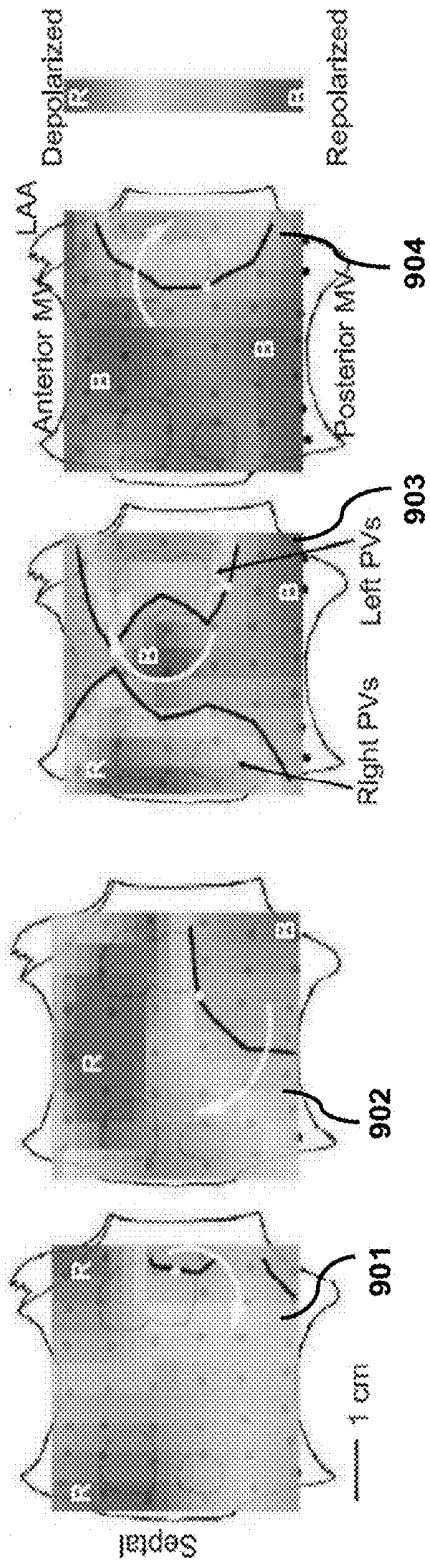 Septal
R
R
1 cm
901
R
B
902
R
B
B
Right PVs
Left PVs
903
Anterior MV
LAA
B
B
Posterior MV
904
Depolarized
R
B
Repolarized